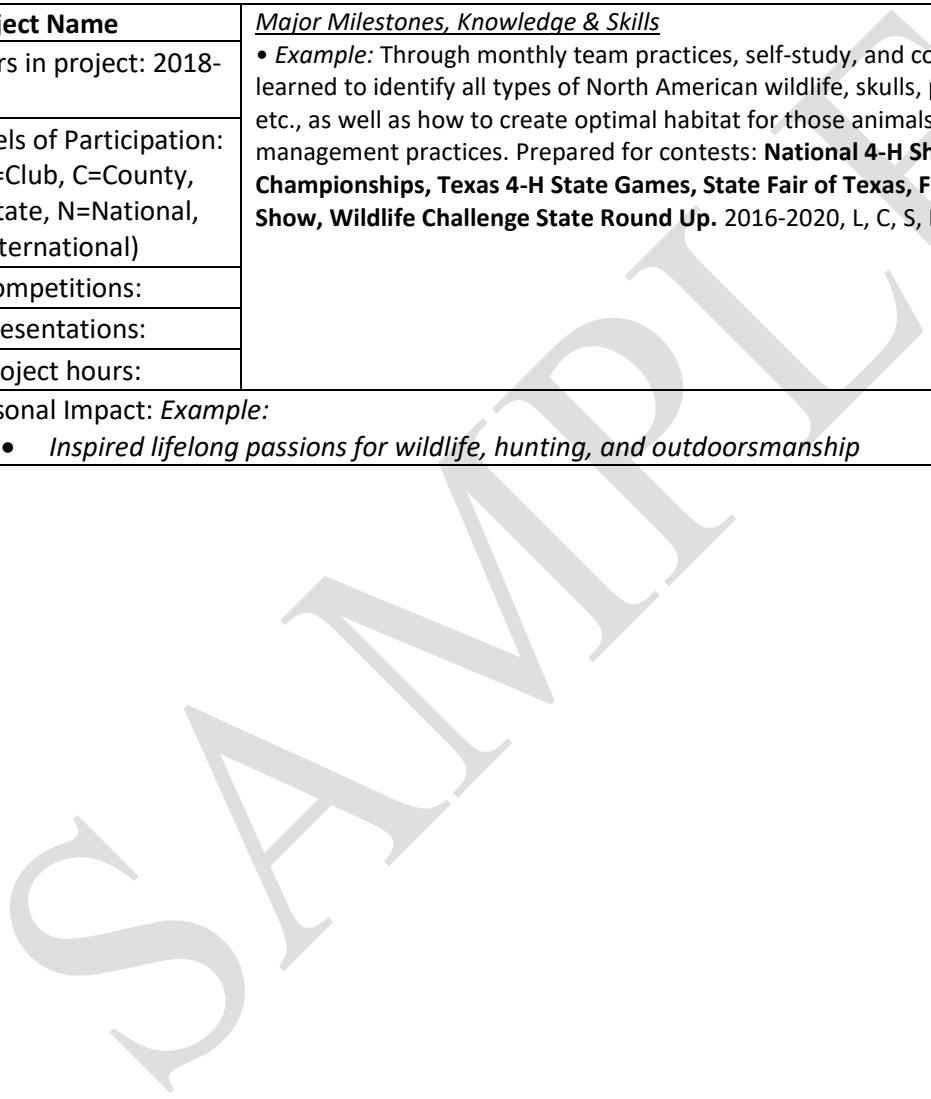 ject Name
rs in project: 2018-
els of Participation:
=Club, C=County,
tate, N=National,
nternational)
ompetitions:
esentations:
oject hours:
Major Milestones, Knowledge & Skills
• Example: Through monthly team practices, self-study, and co
learned to identify all types of North American wildlife, skulls,
etc., as well as how to create optimal habitat for those animals
management practices. Prepared for contests: National 4-H Sh
Championships, Texas 4-H State Games, State Fair of Texas, F
Show, Wildlife Challenge State Round Up. 2016-2020, L, C, S,
sonal Impact: Example:
• Inspired lifelong passions for wildlife, hunting, and outdoorsmanship
SAMPLE